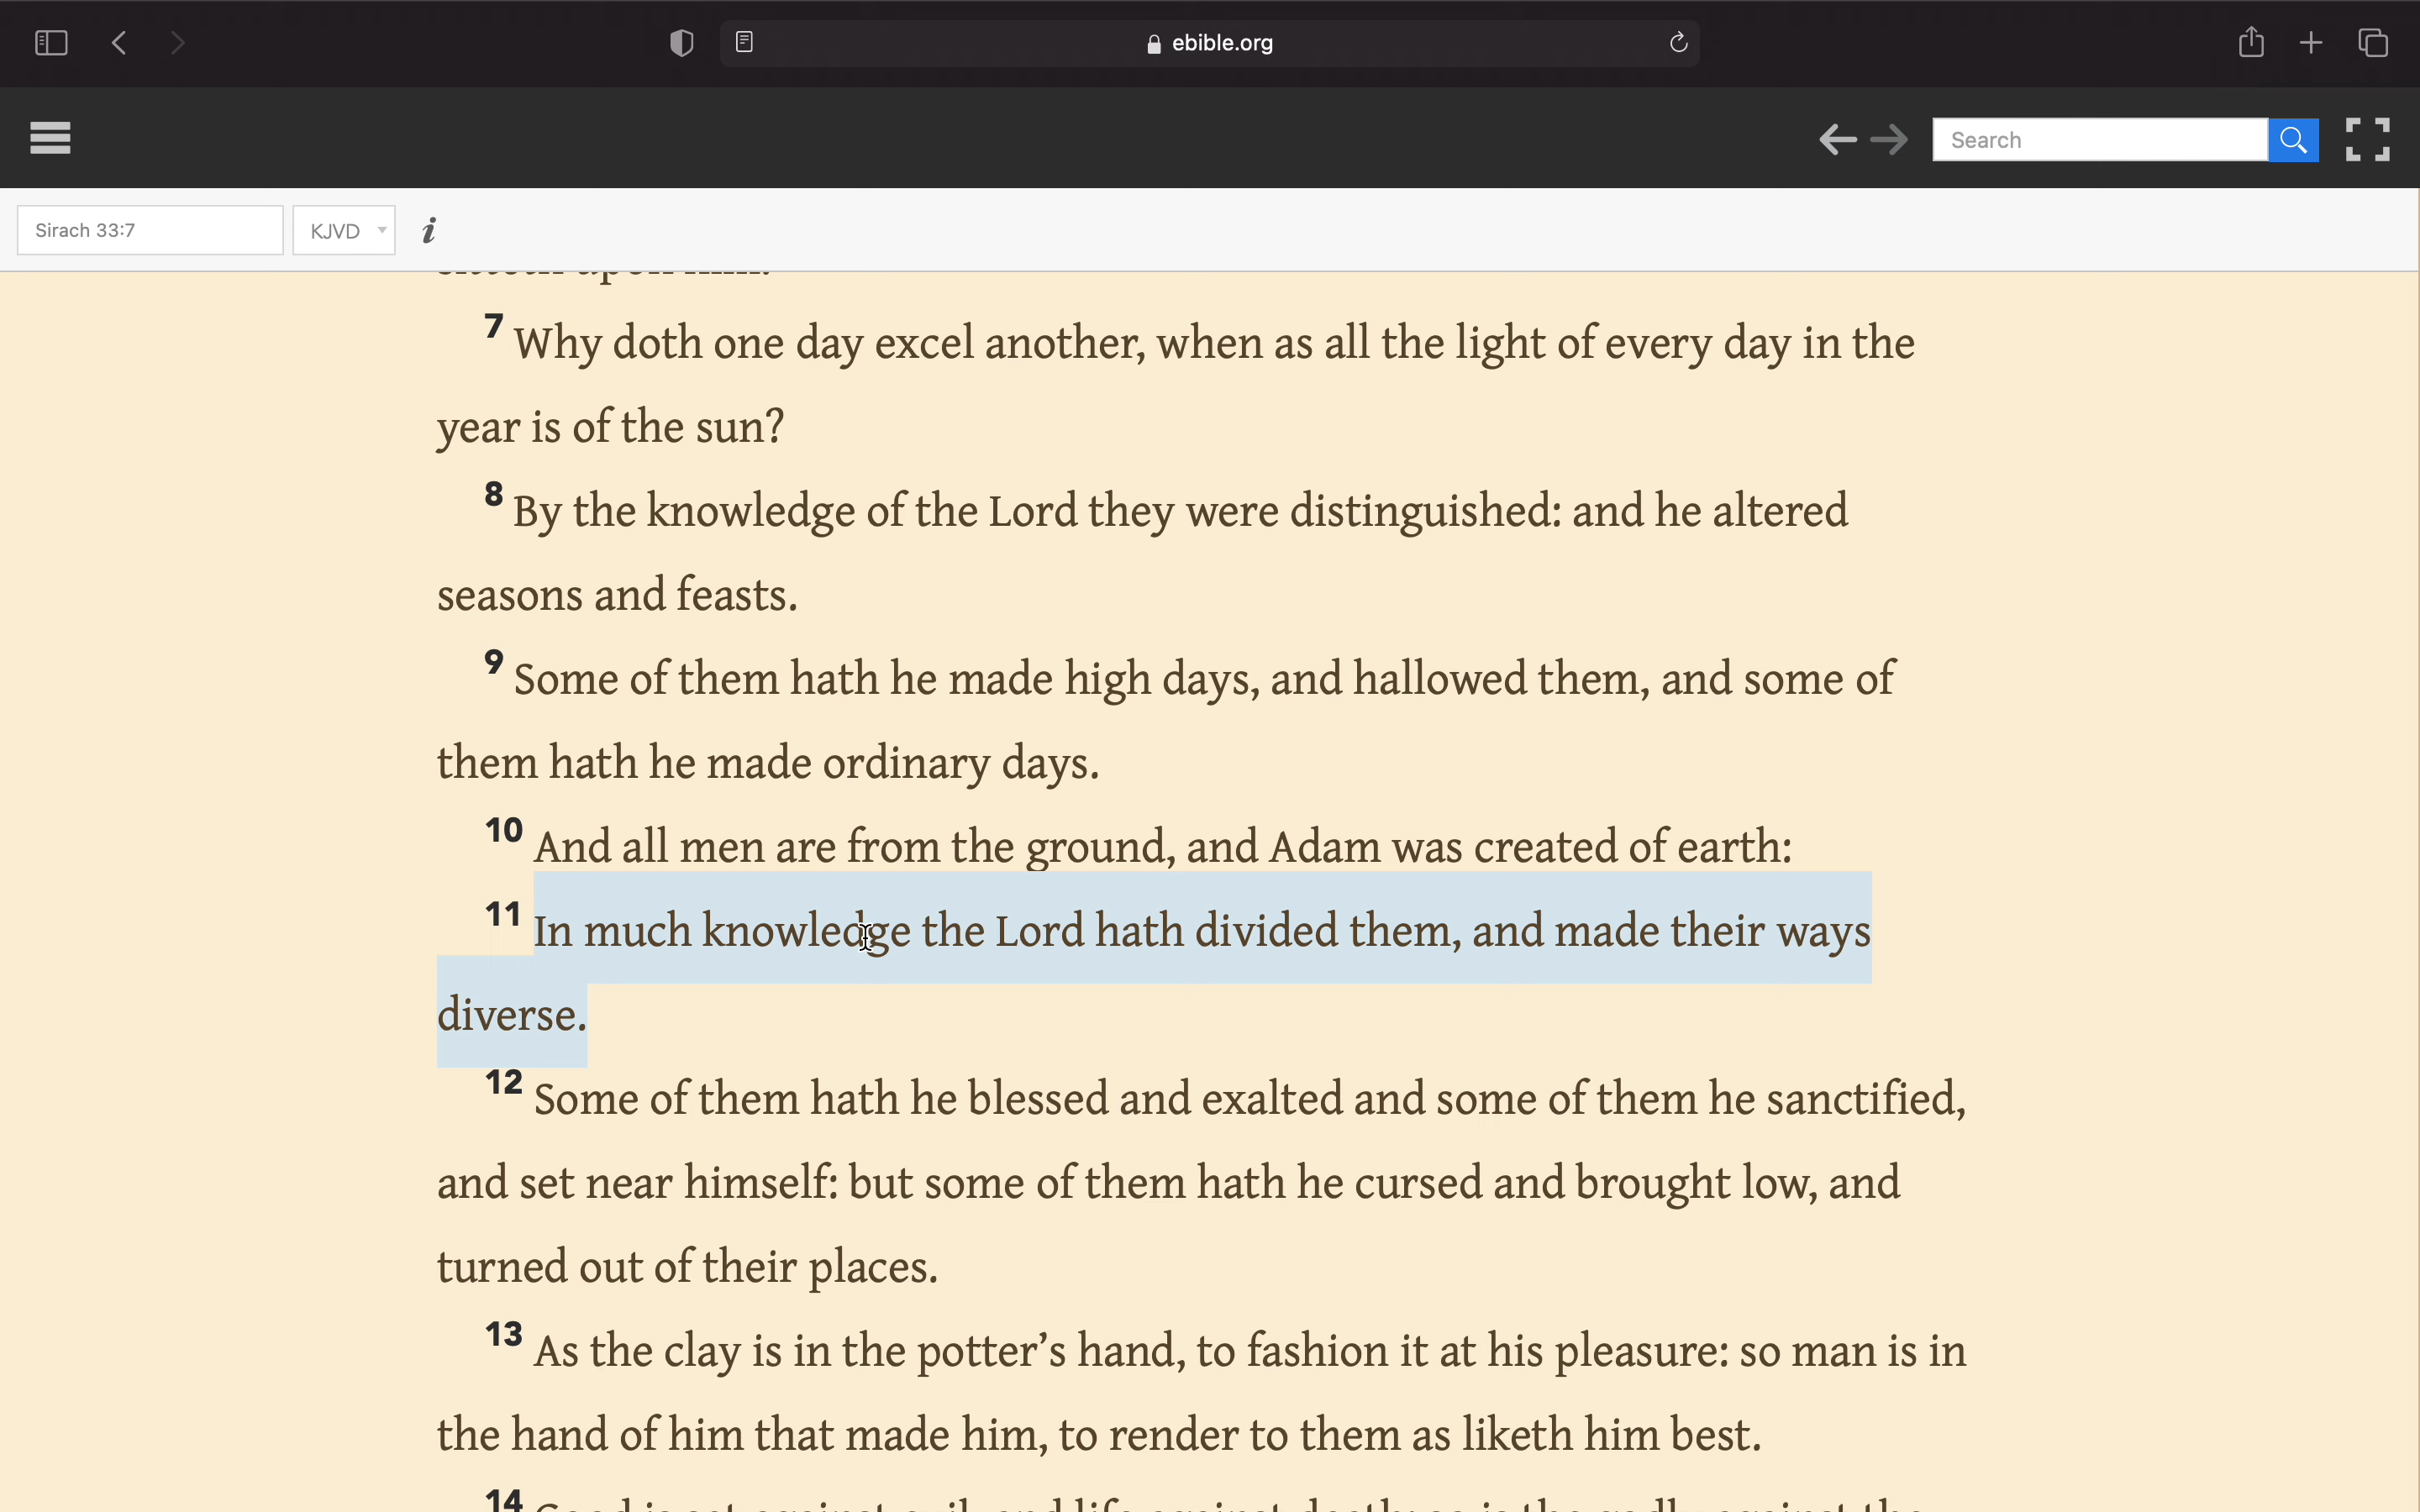 ebible.org
Search
Sirach 33:7 KJVD i
7 Why doth one day excel another, when as all the light of every day in the
year is of the sun?
8 By the knowledge of the Lord they were distinguished: and he altered
seasons and feasts.
9 Some of them hath he made high days, and hallowed them, and some of
them hath he made ordinary days.
10 And all men are from the ground, and Adam was created of earth:
11 In much knowledge the Lord hath divided them, and made their ways
diverse.
12 Some of them hath he blessed and exalted and some of them he sanctified,
and set near himself: but some of them hath he cursed and brought low, and
turned out of their places.
13 As the clay is in the potter’s hand, to fashion it at his pleasure: so man is in
the hand of him that made him, to render to them as liketh him best.
14